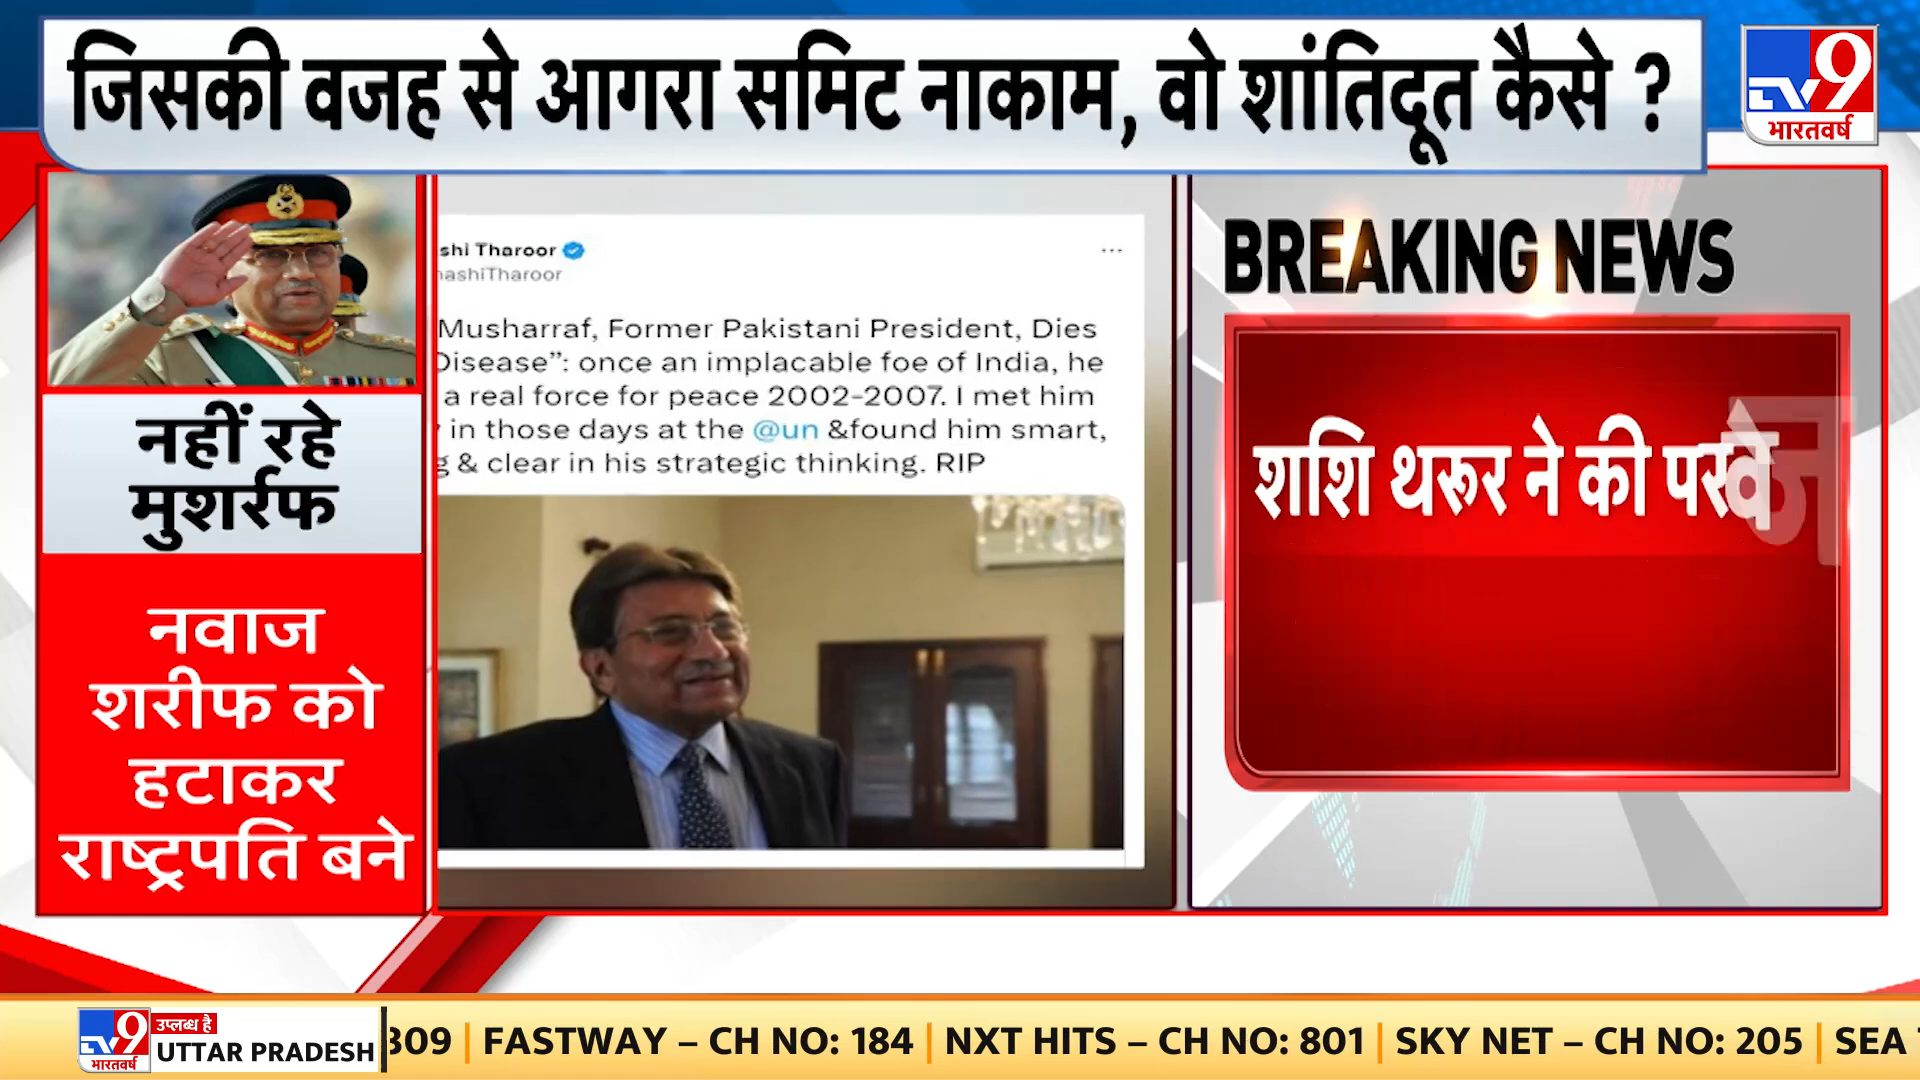 जिसकी वजह से आगरा समिट नाकाम, वो शांतिदूत कैसे ?
TV9
भारतवर्ष
नहीं रहे
मुशर्रफ
नवाज
शरीफ को
हटाकर
राष्ट्रपति बने
shi Tharoor
hashiTharoor
Musharraf, Former Pakistani President, Dies
Disease”: once an implacable foe of India, he
a real force for peace 2002-2007. I met him
in those days at the @un &found him smart,
g & clear in his strategic thinking. RIP
BREAKING NEWS
शशि थरूर ने की परवे
TV9
भारतवर्ष
उप्लब्ध है
UTTAR PRADESH
309 | FASTWAY – CH NO: 184 | NXT HITS – CH NO: 801 | SKY NET – CH NO: 205 | SEA